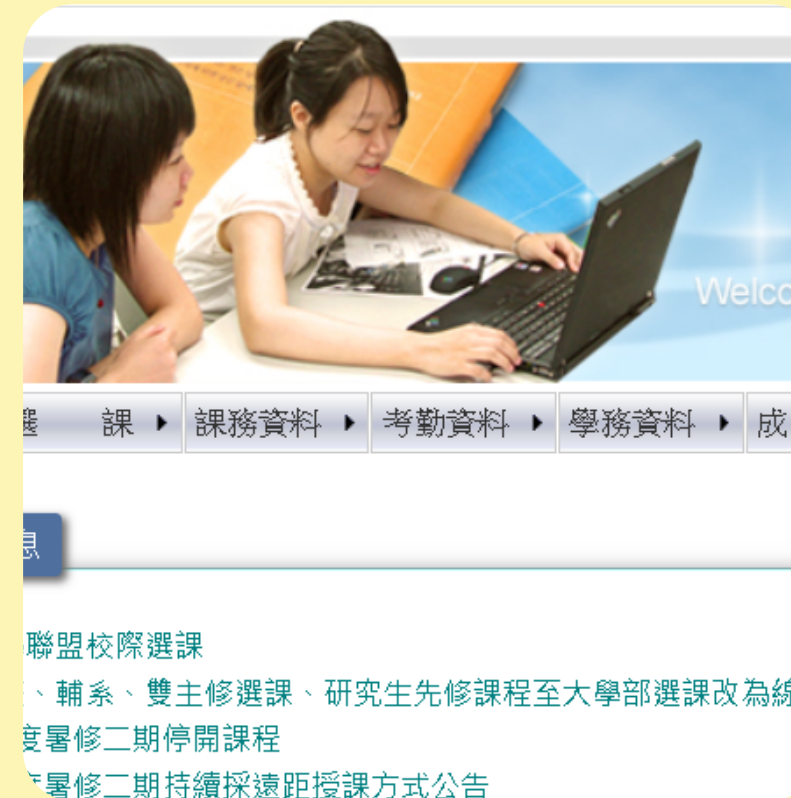 Welco
課 課務資料 考勤資料 學務資料 成
息
聯盟校際選課
、輔系、雙主修選課、研究生先修課程至大學部選課改為線
度暑修二期停開課程
度暑修二期持續採遠距授課方式公告